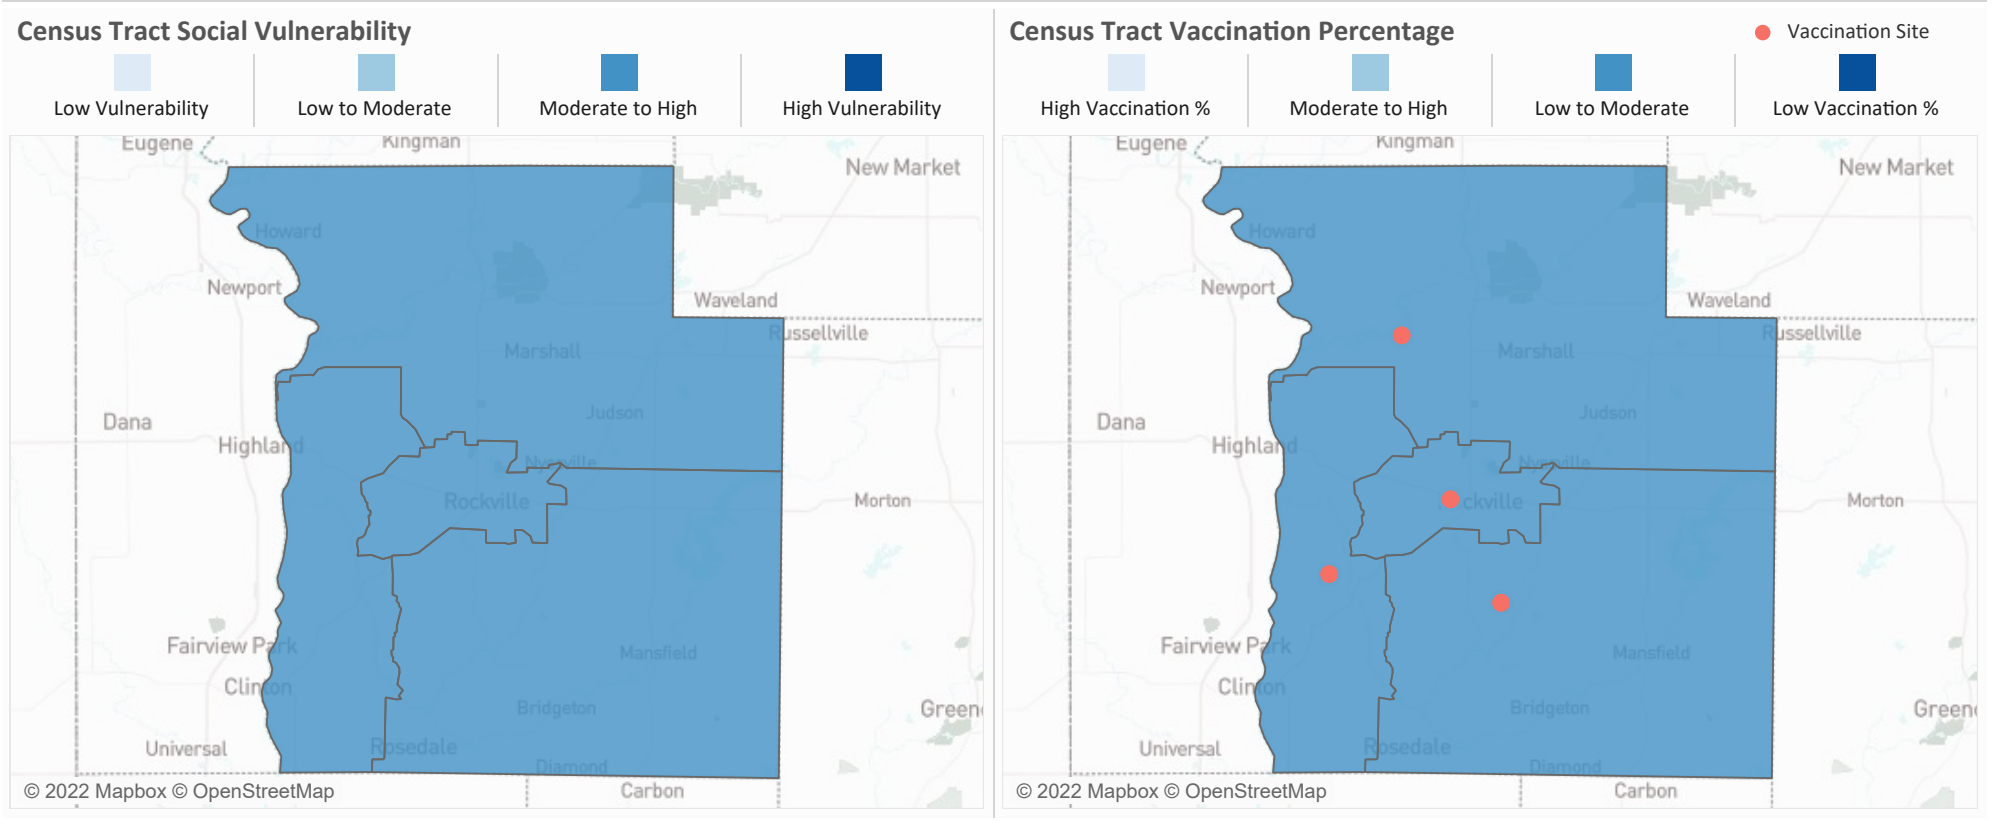 Census Tract Social Vulnerability
Low Vulnerability
Low to Moderate
Moderate to High
High Vulnerability
Eugene
Kingman
New Market
Howard
Newport
Waveland
Russellville
Marshall
Judson
Dana
Highland
Nyesville
Rockville
Morton
Fairview Park
Mansfield
Clinton
Bridgeton
Green
Universal
Rosedale
Diamond
Carbon
© 2022 Mapbox © OpenStreetMap
Census Tract Vaccination Percentage
Vaccination Site
High Vaccination %
Moderate to High
Low to Moderate
Low Vaccination %
Eugene
Kingman
New Market
Howard
Newport
Waveland
Russellville
Marshall
Judson
Dana
Highland
Nyesville
ckville
Morton
Fairview Park
Mansfield
Clinton
Bridgeton
Green
Universal
Rosedale
Diamond
Carbon
© 2022 Mapbox © OpenStreetMap